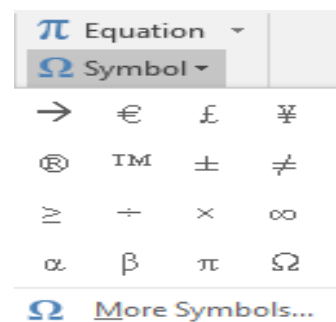 π Equation
Ω Symbol
→ € £ ¥
® ™ ± ≠
≥ ÷ × ∞
α β π Ω
Ω More Symbols...